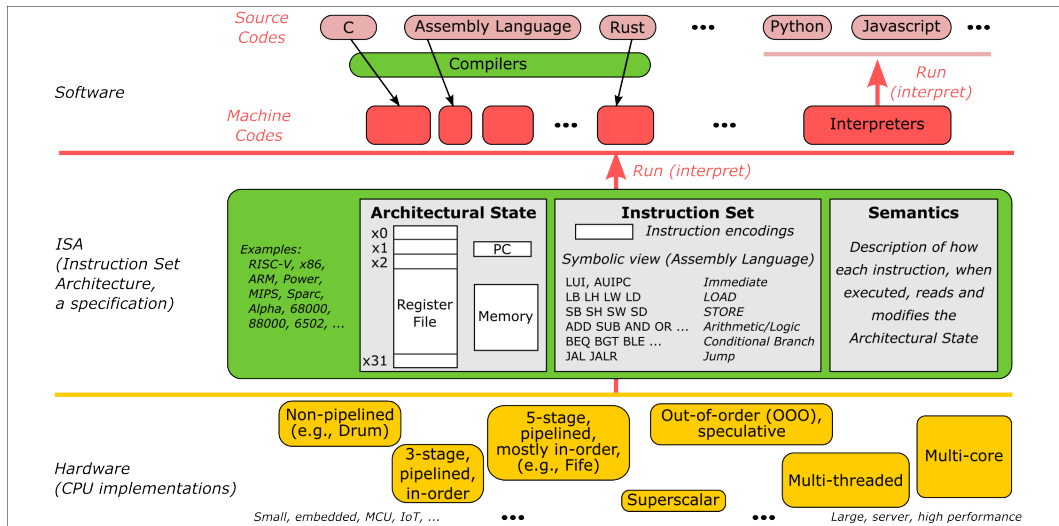 Source
Codes
C
Assembly Language
Rust
•••
Python
Javascript
•••
Compilers
Run
(interpret)
Software
Machine
Codes
•••
•••
Interpreters
Run (interpret)
ISA
(Instruction Set
Architecture,
a specification)
Examples:
RISC-V, x86,
ARM, Power,
MIPS, Sparc,
Alpha, 68000,
88000, 6502, ...
Architectural State
x0
x1
x2
x31
Register
File
PC
Memory
Instruction Set
Instruction encodings
Symbolic view (Assembly Language)
LUI, AUIPC Immediate
LB LH LW LD LOAD
SB SH SW SD STORE
ADD SUB AND OR ... Arithmetic/Logic
BEQ BGT BLE ... Conditional Branch
JAL JALR Jump
Semantics
Description of how
each instruction, when
executed, reads and
modifies the
Architectural State
Hardware
(CPU implementations)
Non-pipelined
(e.g., Drum)
3-stage,
pipelined,
in-order
5-stage,
pipelined,
mostly in-order,
(e.g., Fife)
Out-of-order (OOO),
speculative
Superscalar
Multi-threaded
Multi-core
Small, embedded, MCU, IoT, ...
•••
•••
Large, server, high performance